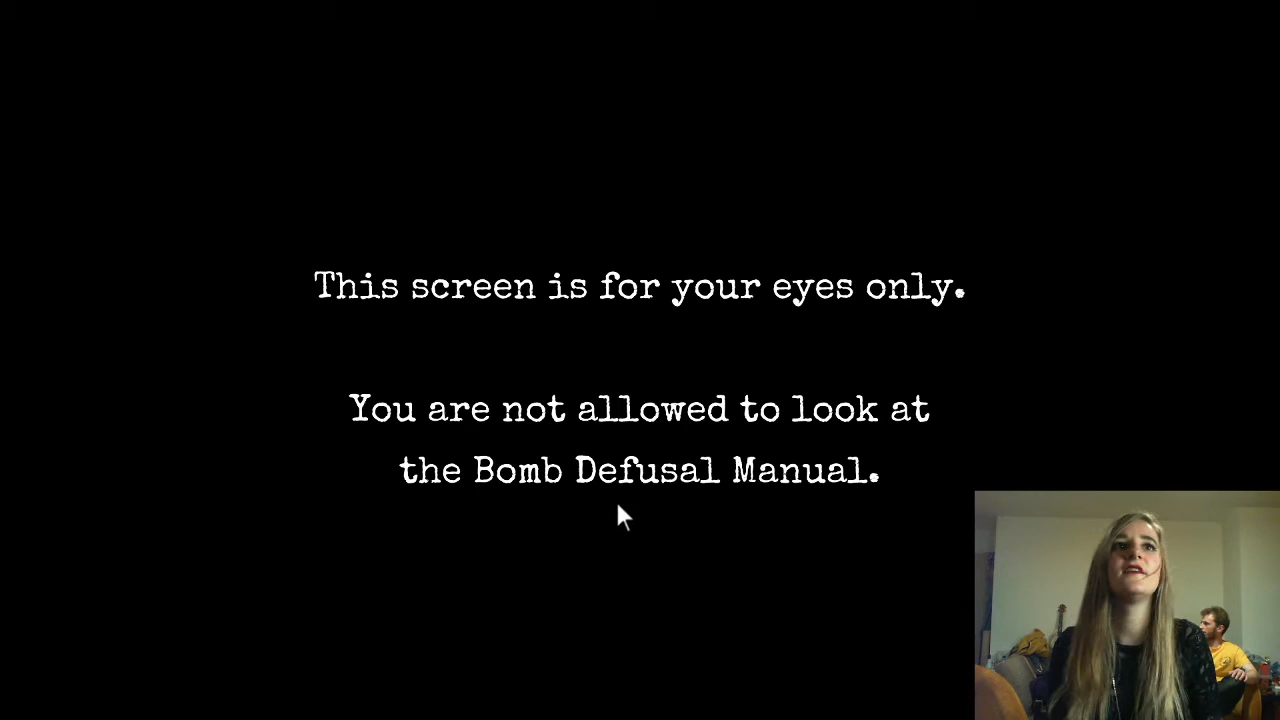 This screen is for your eyes only.
You are not allowed to look at
the Bomb Defusal Manual.